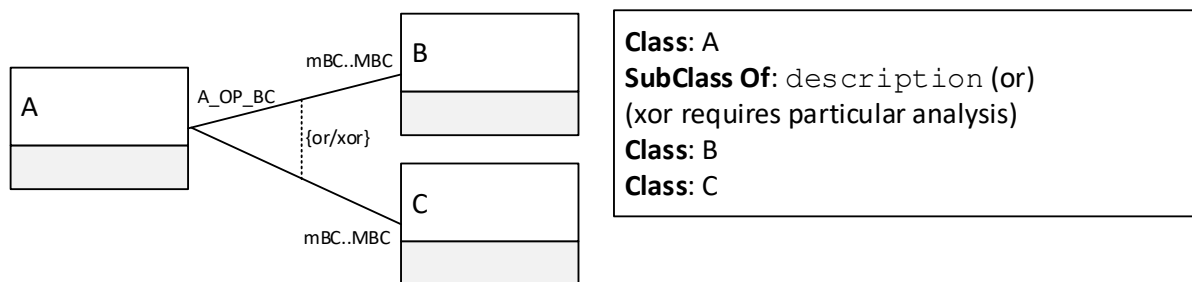 A
A_OP_BC
mBC..MBC
B
{or/xor}
C
mBC..MBC
Class: A
SubClass Of: description (or)
(xor requires particular analysis)
Class: B
Class: C